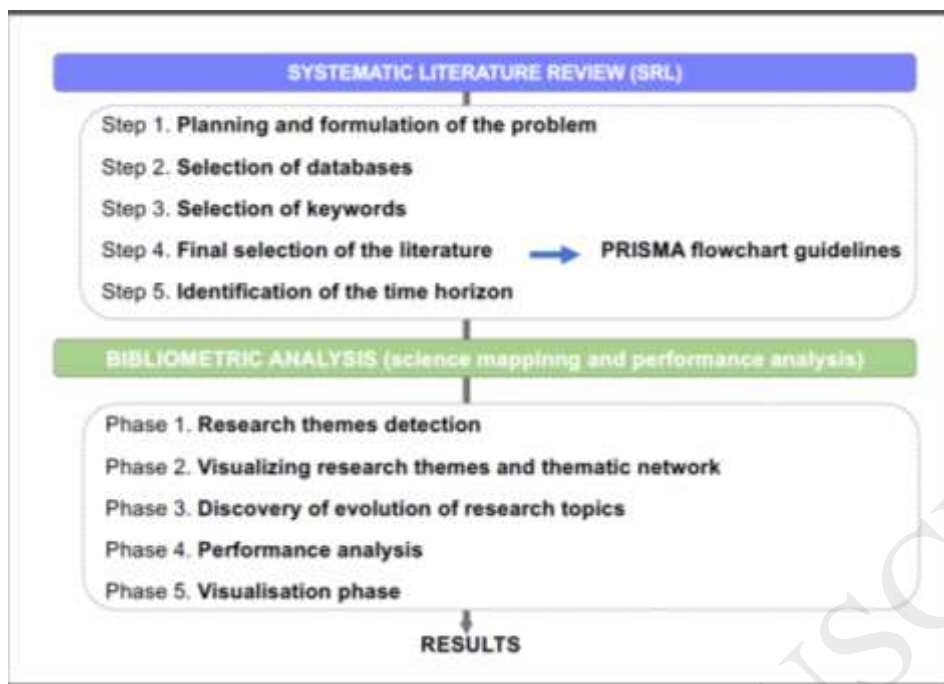 SYSTEMATIC LITERATURE REVIEW (SRL)
Step 1. Planning and formulation of the problem
Step 2. Selection of databases
Step 3. Selection of keywords
Step 4. Final selection of the literature PRISMA flowchart guidelines
Step 5. Identification of the time horizon
BIBLIOMETRIC ANALYSIS (science mappinng and performance analysis)
Phase 1. Research themes detection
Phase 2. Visualizing research themes and thematic network
Phase 3. Discovery of evolution of research topics
Phase 4. Performance analysis
Phase 5. Visualisation phase
RESULTS